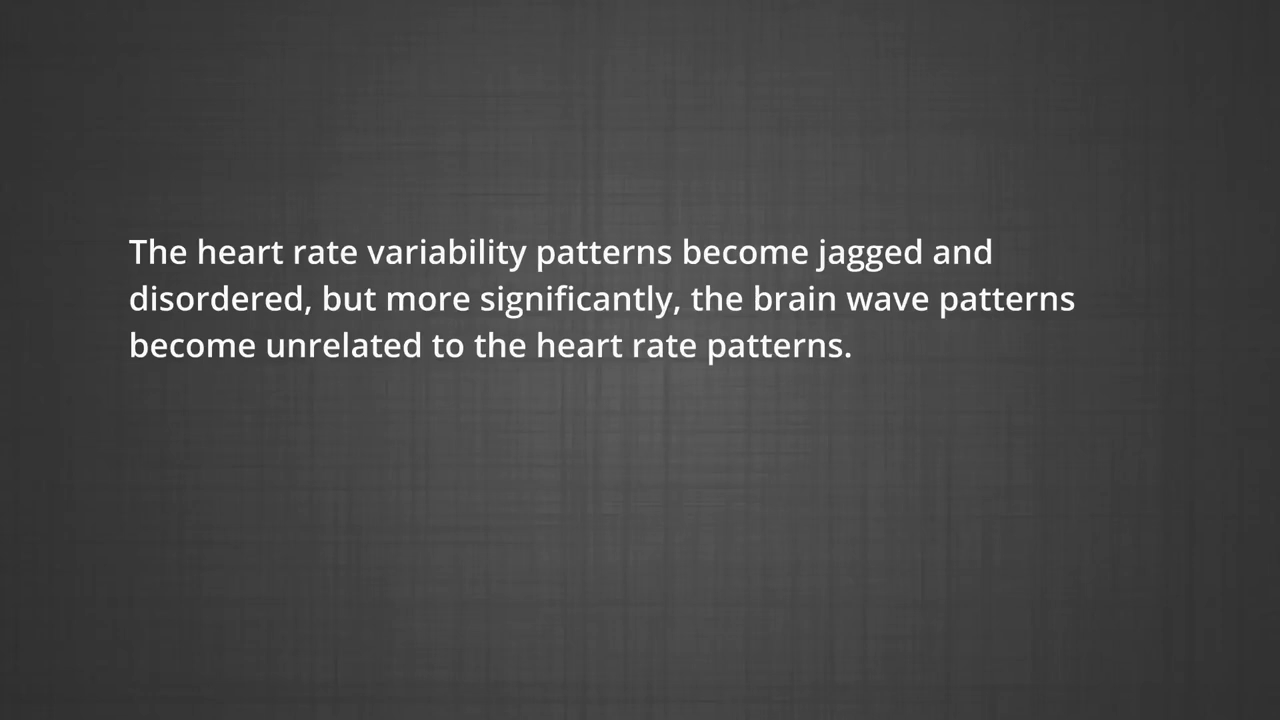 The heart rate variability patterns become jagged and
disordered, but more significantly, the brain wave patterns
become unrelated to the heart rate patterns.